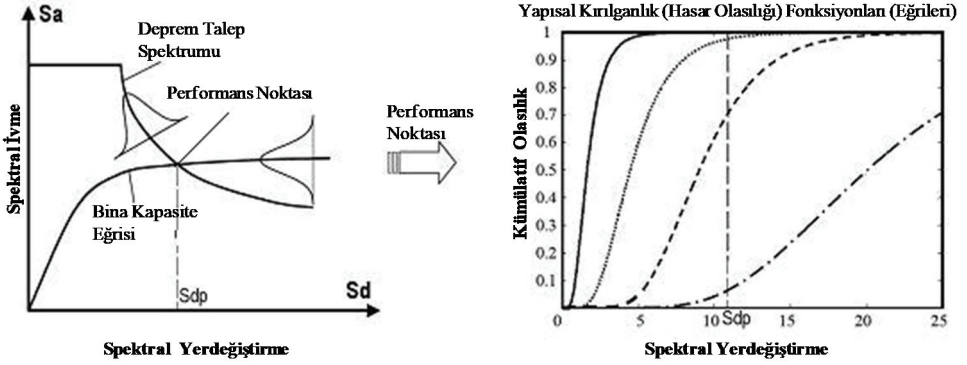 Sa
Deprem Talep
Spektrumu
Performans Noktası
Spektral İvme
Bina Kapasite
Eğrisi
Sdp
Sd
Spektral Yerdeğiştirme
Performans
Noktası
Yapısal Kırılganlık (Hasar Olasılığı) Fonksiyonları (Eğrileri)
Kümülatif Olasılık
1
0.9
0.8
0.7
0.6
0.5
0.4
0.3
0.2
0.1
0 5 10 Sdp 15 20 25
Spektral Yerdeğiştirme